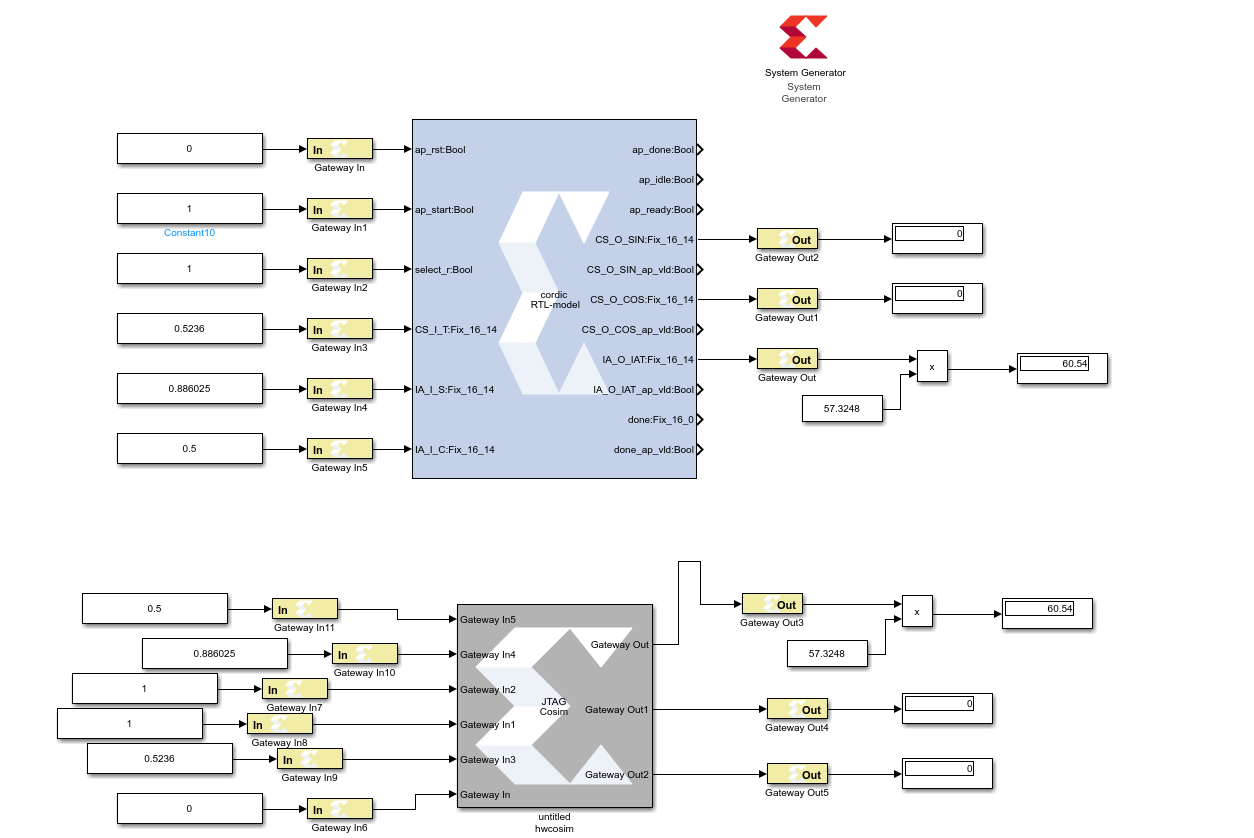 System Generator
System
Generator
0
In
Gateway In
ap_rst:Bool
ap_done:Bool
ap_idle:Bool
1
Constant10
In
Gateway In1
ap_start:Bool
ap_ready:Bool
CS_O_SIN:Fix_16_14
Out
Gateway Out2
0
1
In
Gateway In2
select_r:Bool
CS_O_SIN_ap_vld:Bool
cordic
RTL-model
CS_O_COS:Fix_16_14
Out
Gateway Out1
0
0.5236
In
Gateway In3
CS_I_T:Fix_16_14
CS_O_COS_ap_vld:Bool
IA_O_IAT:Fix_16_14
Out
Gateway Out
x
60.54
57.3248
0.886025
In
Gateway In4
IA_I_S:Fix_16_14
IA_O_IAT_ap_vld:Bool
done:Fix_16_0
0.5
In
Gateway In5
IA_I_C:Fix_16_14
done_ap_vld:Bool
0.5
In
Gateway In11
Gateway In5
Out
Gateway Out3
x
60.54
57.3248
0.886025
In
Gateway In10
Gateway In4
Gateway Out
1
In
Gateway In7
Gateway In2
JTAG
Cosim
1
In
Gateway In8
Gateway In1
Gateway Out1
Out
Gateway Out4
0
0.5236
In
Gateway In9
Gateway In3
Gateway Out2
Out
Gateway Out5
0
0
In
Gateway In6
Gateway In
untitled
hwcosim